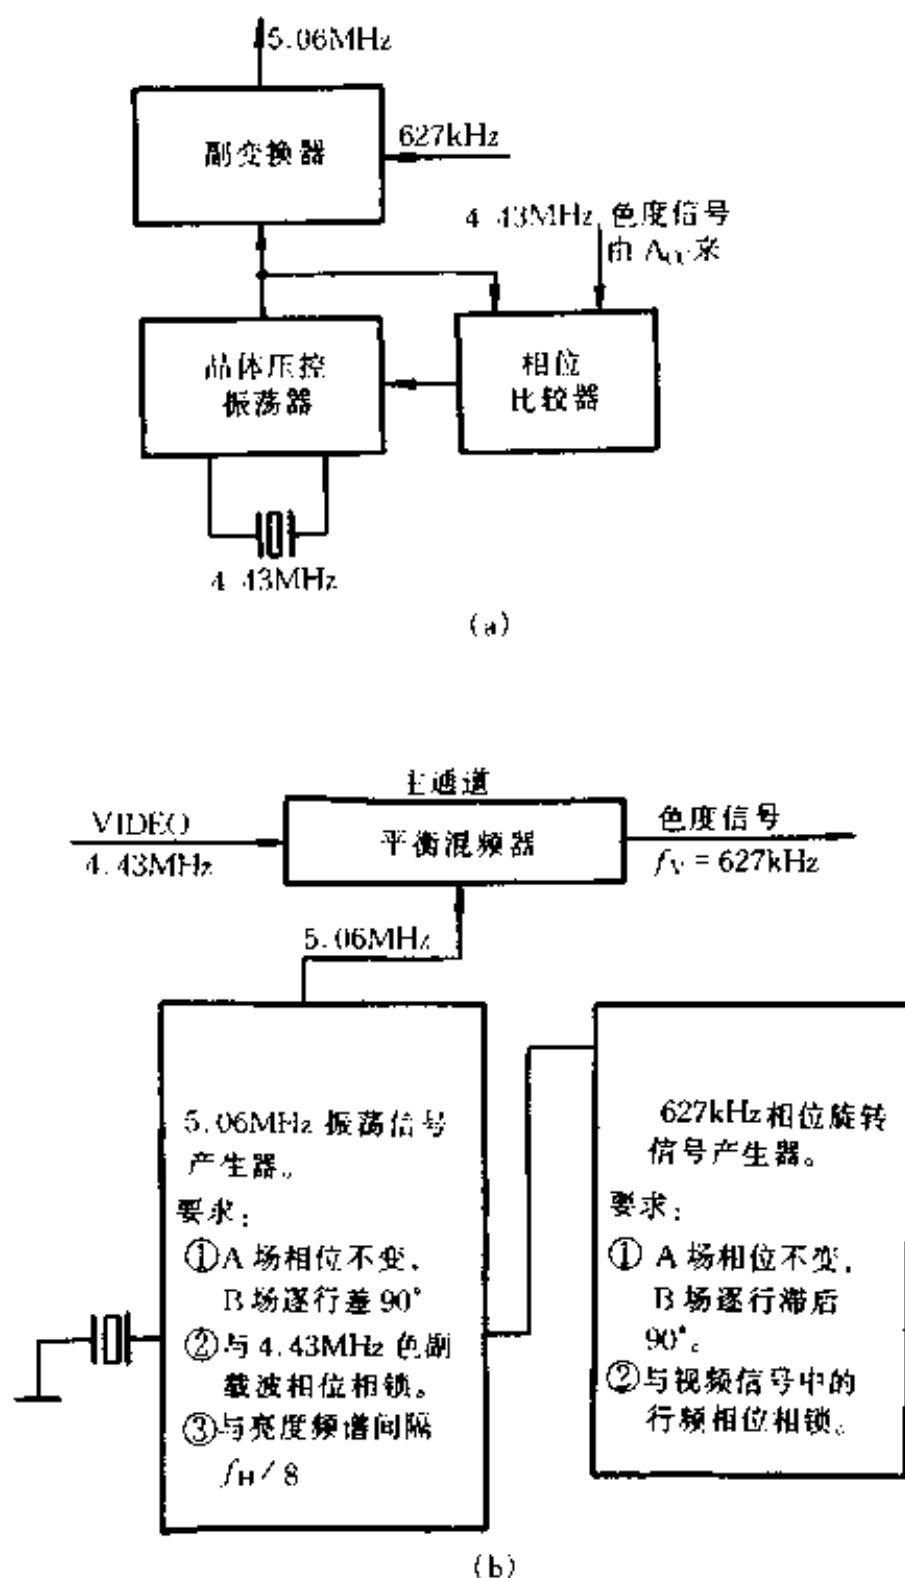 5.06MHz
副变换器
627kHz
4.43MHz 色度信号
由 ACC 来
晶体压控
振荡器
相位
比较器
4.43MHz
(a)
主通道
VIDEO
4.43MHz
平衡混频器
色度信号
fV = 627kHz
5.06MHz
5.06MHz 振荡信号
产生器。
要求:
①A 场相位不变,
B 场逐行差 90°
②与 4.43MHz 色副
载波相位相锁。
③与亮度频谱间隔
fH / 8
627kHz 相位旋转
信号产生器。
要求:
① A 场相位不变,
B 场逐行滞后
90°。
②与视频信号中的
行频相位相锁。
(b)